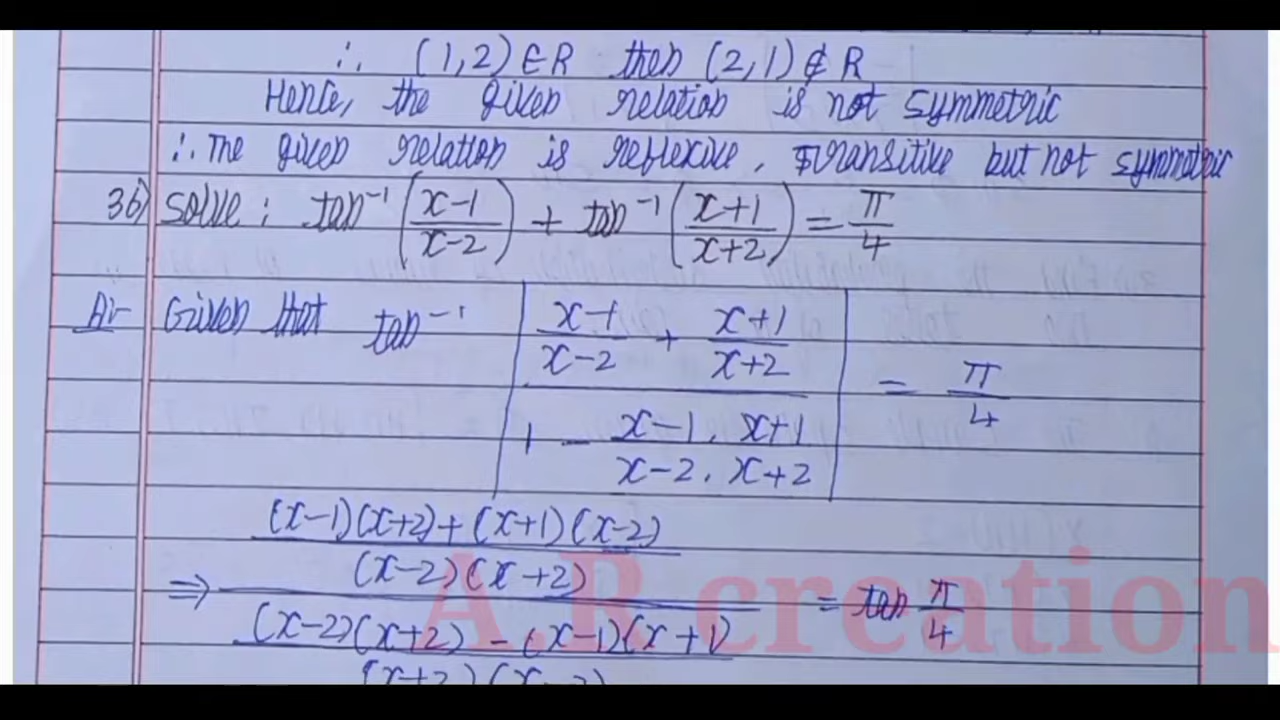 ∴ (1,2) ∈ R then (2,1) ∉ R
Hence, the given relation is not symmetric
∴ The given relation is reflexive, transitive but not symmetric
36) Solve : tan⁻¹ ((x-1)/(x-2)) + tan⁻¹ ((x+1)/(x+2)) = π/4
Given that tan⁻¹ | ((x-1)/(x-2) + (x+1)/(x+2)) / (1 - (x-1 . x+1)/(x-2 . x+2)) | = π/4
⇒ (((x-1)(x+2) + (x+1)(x-2)) / ((x-2)(x+2))) / (((x-2)(x+2) - (x-1)(x+1)) / ((x+2)(x-2))) = tan π/4
A.R creation